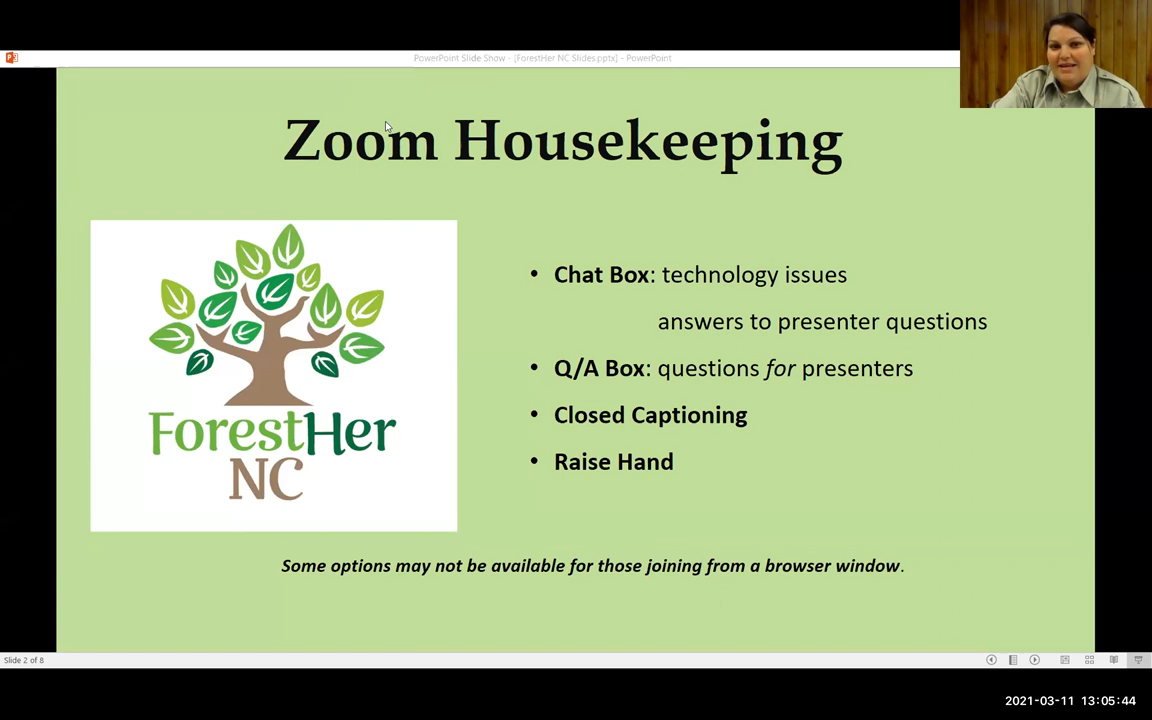 PowerPoint Slide Show - [ForestHer NC Slides.pptx] - PowerPoint
Zoom Housekeeping
ForestHer
NC
• Chat Box: technology issues
answers to presenter questions
• Q/A Box: questions for presenters
• Closed Captioning
• Raise Hand
Some options may not be available for those joining from a browser window.
Slide 2 of 8
2021-03-11 13:05:44